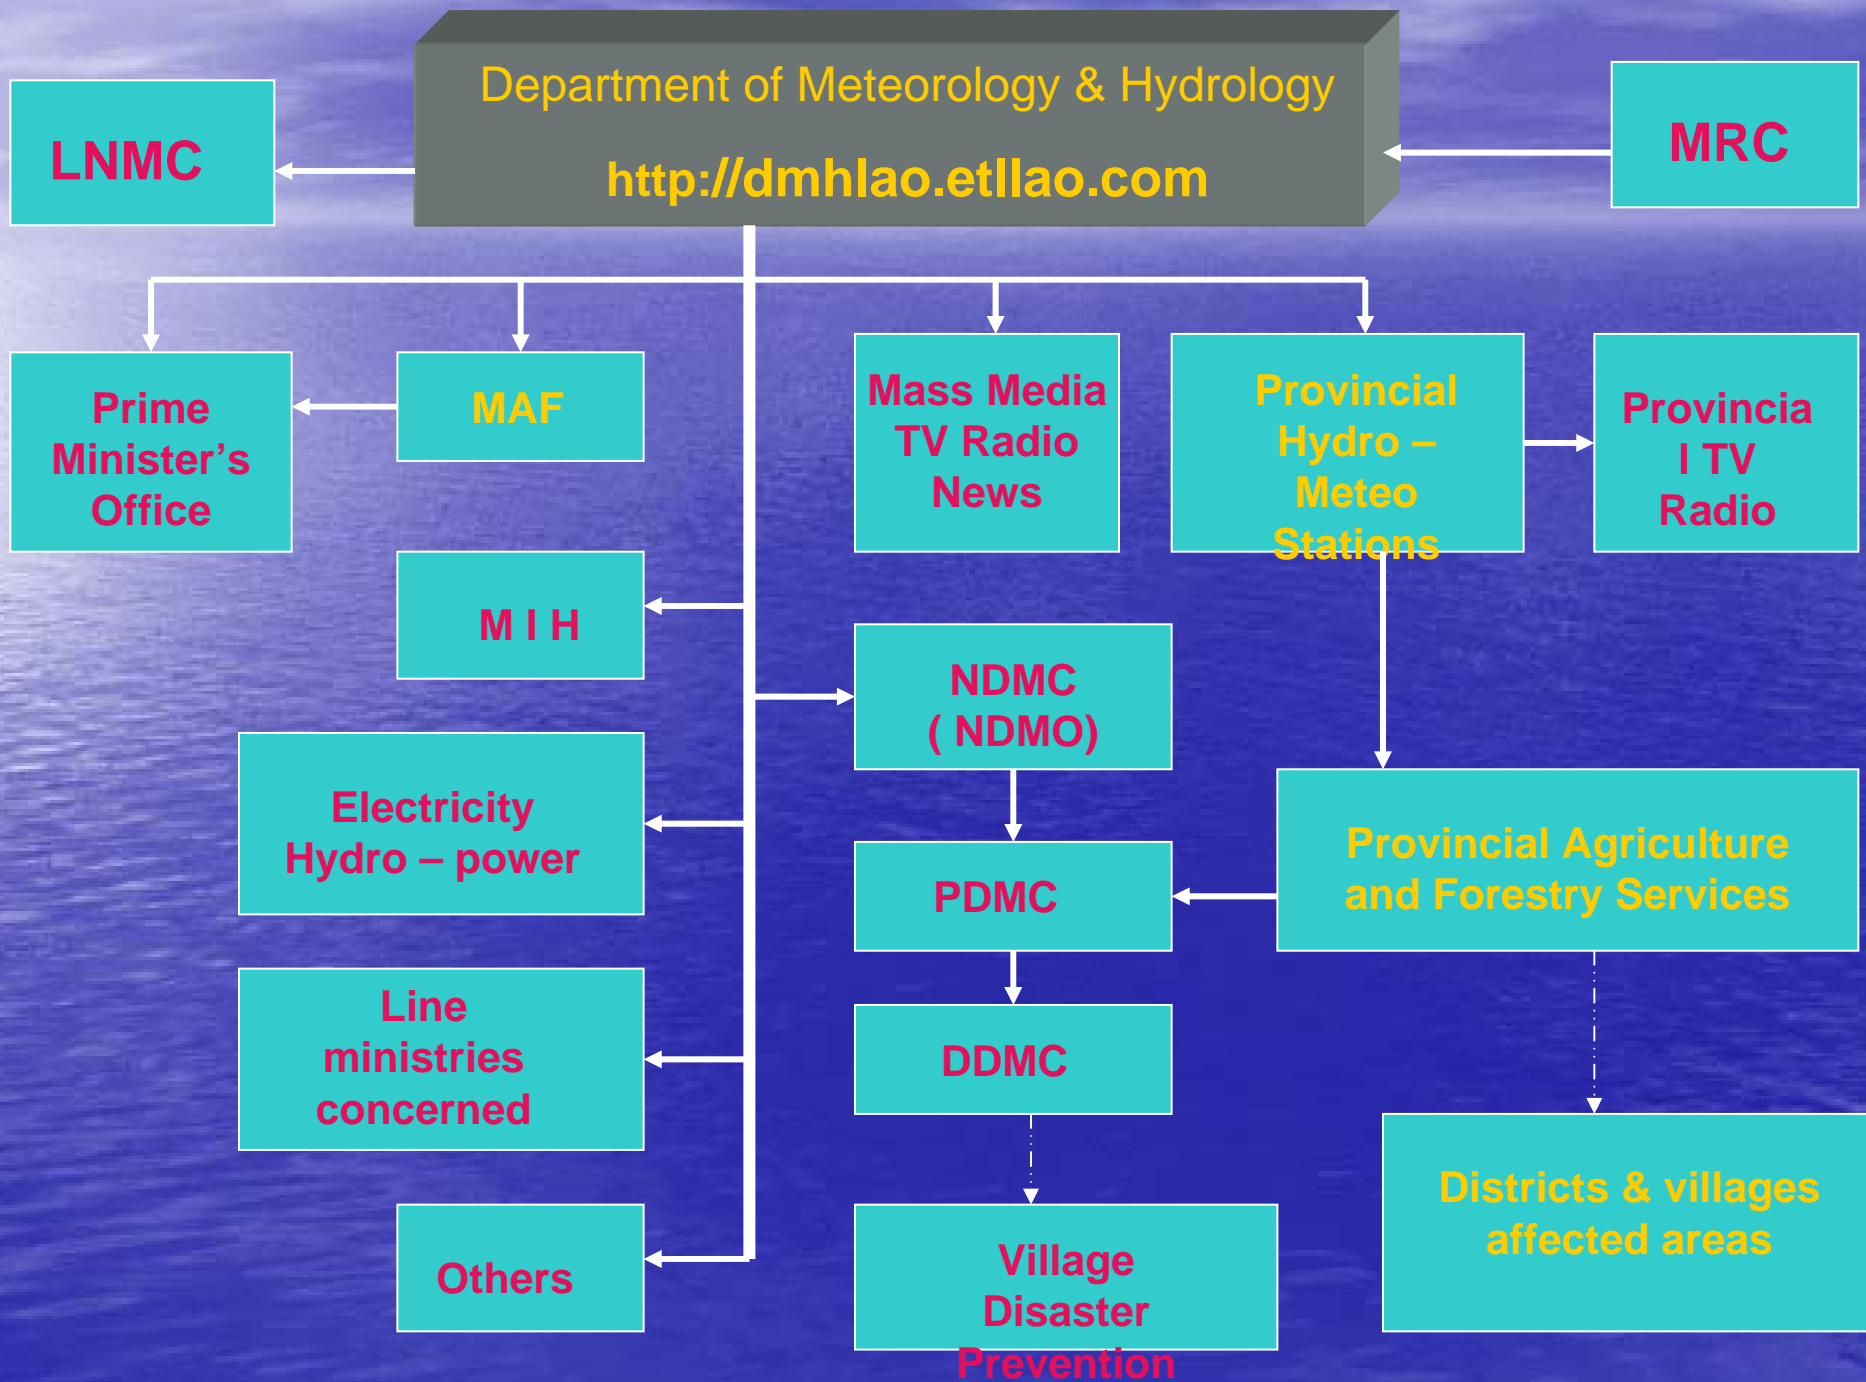 Department of Meteorology & Hydrology
http://dmhlao.etllao.com
LNMC
MRC
Prime
Minister’s
Office
MAF
Mass Media
TV Radio
News
Provincial
Hydro –
Meteo
Stations
Provincia
l TV
Radio
M I H
NDMC
( NDMO)
Electricity
Hydro – power
PDMC
Provincial Agriculture
and Forestry Services
Line
ministries
concerned
DDMC
Districts & villages
affected areas
Others
Village
Disaster
Prevention